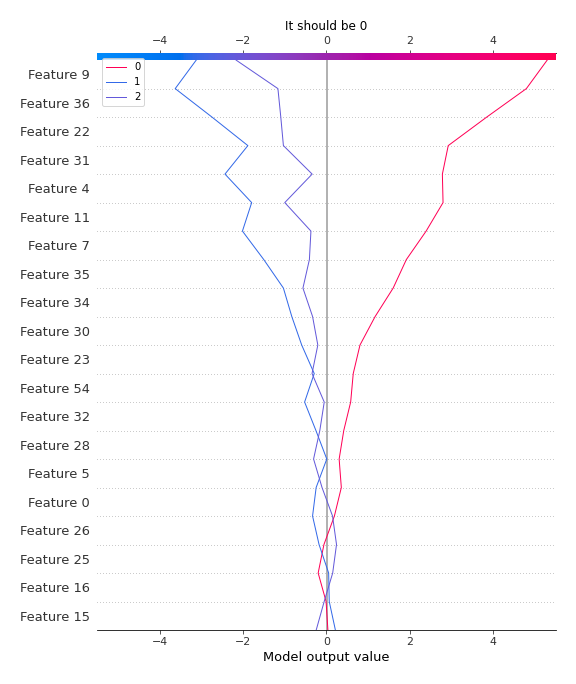 It should be 0
−4 −2 0 2 4
0
1
2
Feature 9
Feature 36
Feature 22
Feature 31
Feature 4
Feature 11
Feature 7
Feature 35
Feature 34
Feature 30
Feature 23
Feature 54
Feature 32
Feature 28
Feature 5
Feature 0
Feature 26
Feature 25
Feature 16
Feature 15
−4 −2 0 2 4
Model output value